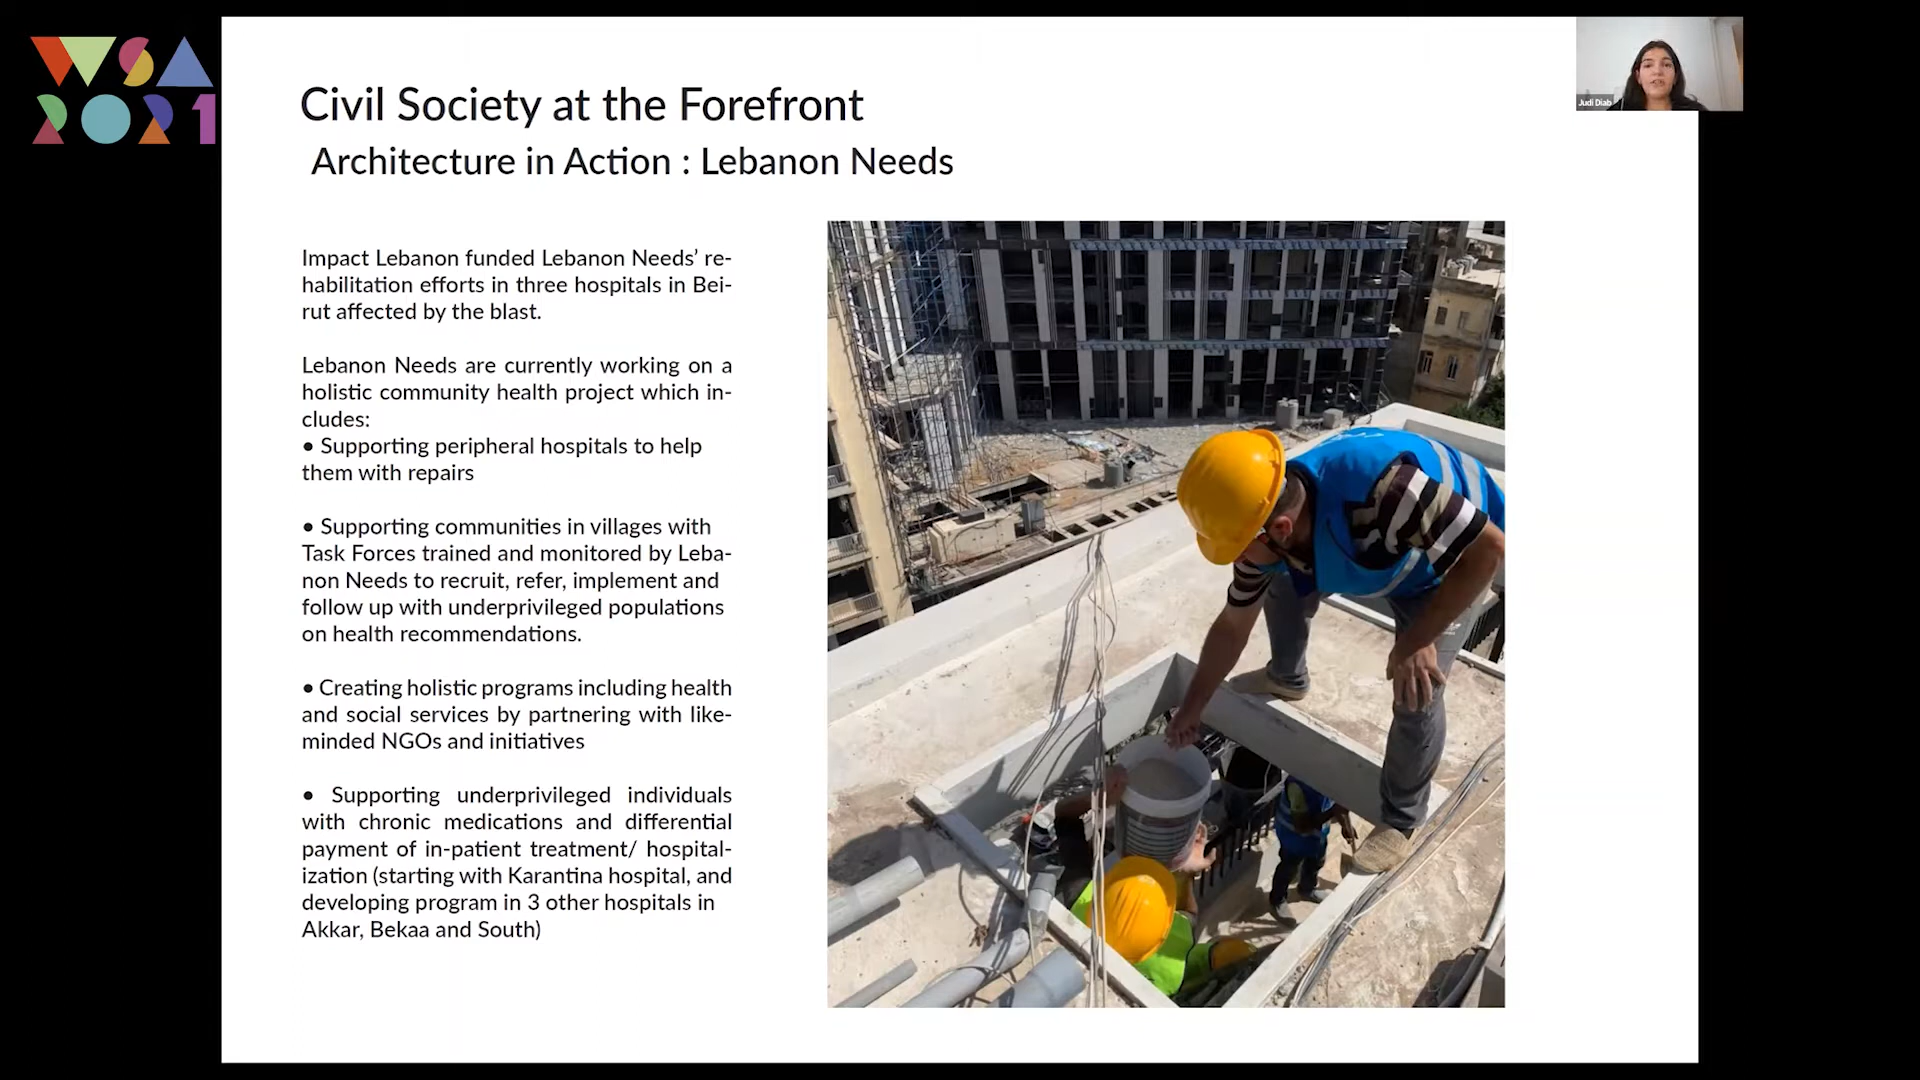 WSA
2021
Civil Society at the Forefront
Architecture in Action : Lebanon Needs
Judi Diab
Impact Lebanon funded Lebanon Needs’ re-
habilitation efforts in three hospitals in Bei-
rut affected by the blast.
Lebanon Needs are currently working on a
holistic community health project which in-
cludes:
• Supporting peripheral hospitals to help
them with repairs
• Supporting communities in villages with
Task Forces trained and monitored by Leba-
non Needs to recruit, refer, implement and
follow up with underprivileged populations
on health recommendations.
• Creating holistic programs including health
and social services by partnering with like-
minded NGOs and initiatives
• Supporting underprivileged individuals
with chronic medications and differential
payment of in-patient treatment/ hospital-
ization (starting with Karantina hospital, and
developing program in 3 other hospitals in
Akkar, Bekaa and South)